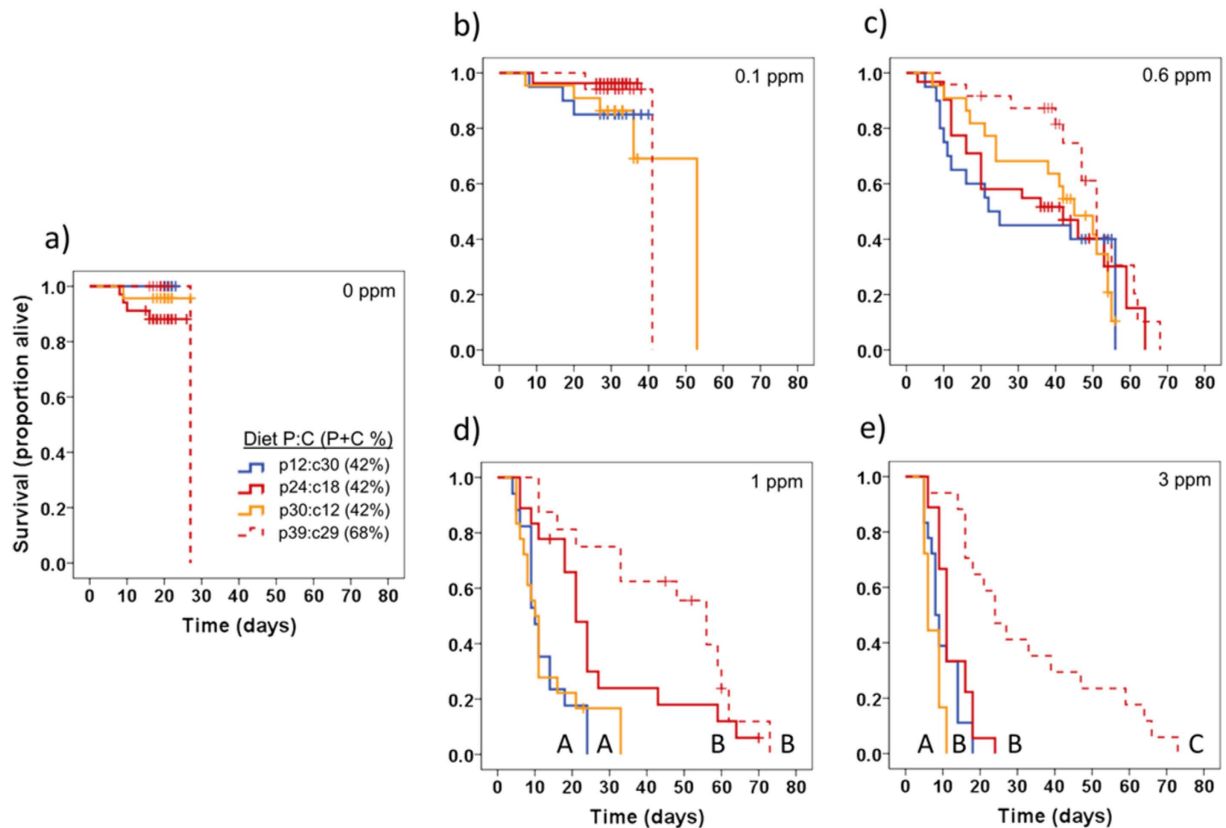 b)
0.1 ppm
1.0
0.8
0.6
0.4
0.2
0.0
0 10 20 30 40 50 60 70 80
c)
0.6 ppm
1.0
0.8
0.6
0.4
0.2
0.0
0 10 20 30 40 50 60 70 80
a)
0 ppm
Survival (proportion alive)
1.0
0.8
0.6
0.4
0.2
0.0
Diet P:C (P+C %)
p12:c30 (42%)
p24:c18 (42%)
p30:c12 (42%)
p39:c29 (68%)
0 10 20 30 40 50 60 70 80
Time (days)
d)
1 ppm
1.0
0.8
0.6
0.4
0.2
0.0
A A B B
0 10 20 30 40 50 60 70 80
Time (days)
e)
3 ppm
1.0
0.8
0.6
0.4
0.2
0.0
A B B C
0 10 20 30 40 50 60 70 80
Time (days)